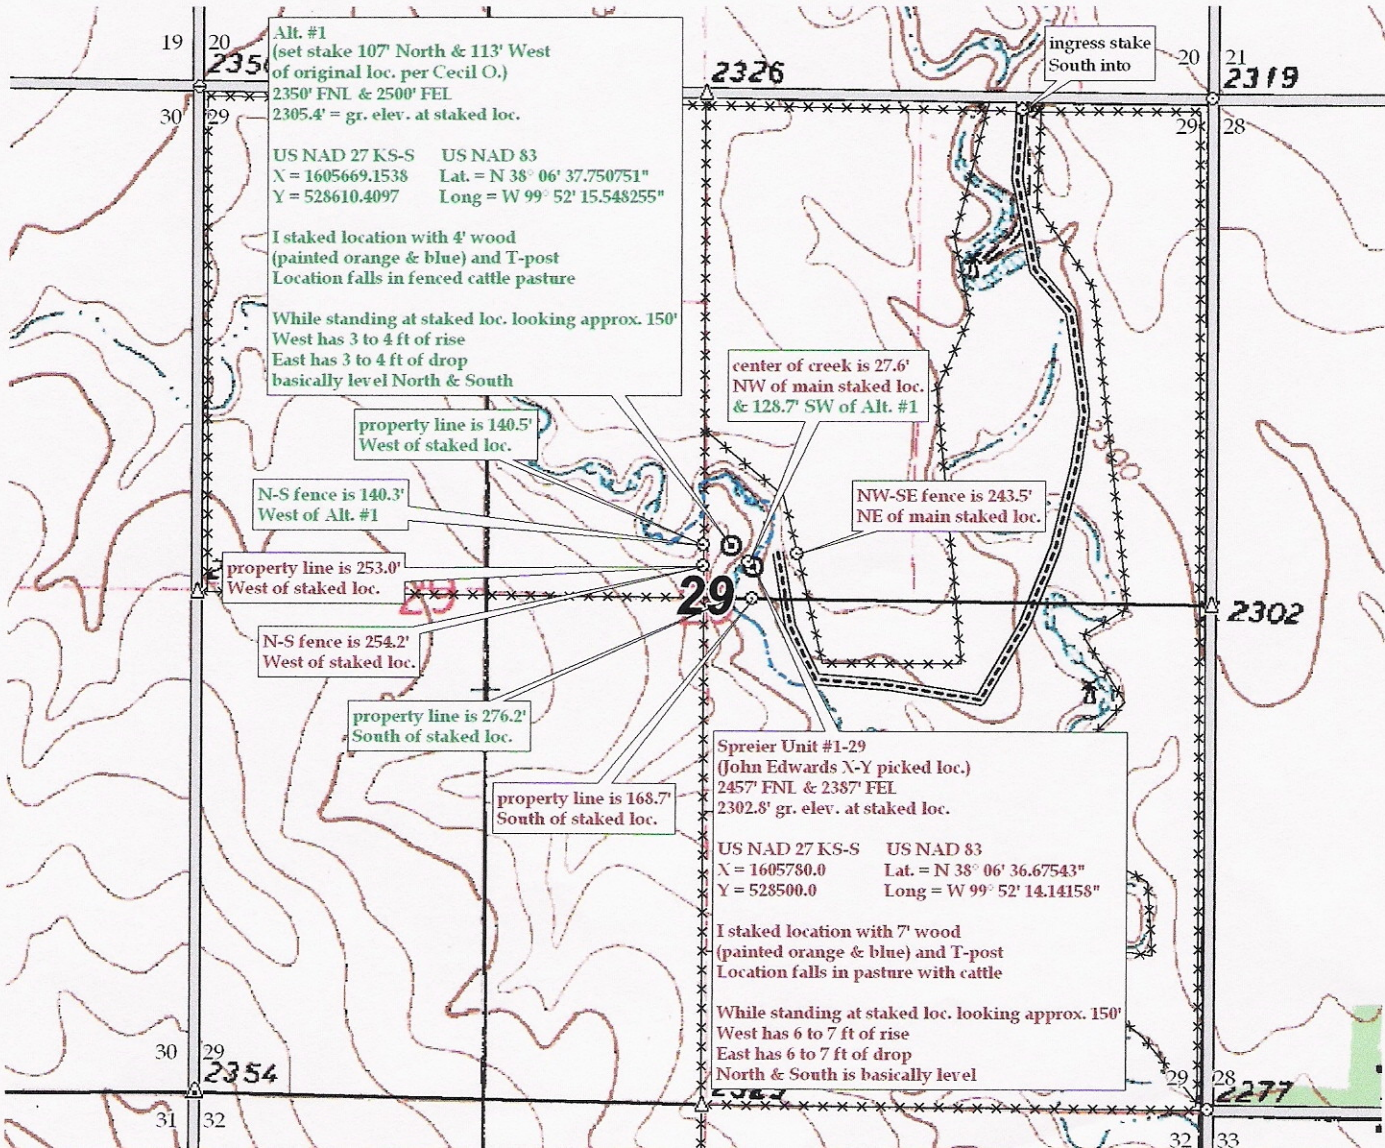 19
20
2350
30
29
Alt. #1
(set stake 107' North & 113' West
of original loc. per Cecil O.)
2350' FNL & 2500' FEL
2305.4' = gr. elev. at staked loc.
US NAD 27 KS-S US NAD 83
X = 1605669.1538 Lat. = N 38° 06' 37.750751"
Y = 528610.4097 Long = W 99° 52' 15.548255"
I staked location with 4' wood
(painted orange & blue) and T-post
Location falls in fenced cattle pasture
While standing at staked loc. looking approx. 150'
West has 3 to 4 ft of rise
East has 3 to 4 ft of drop
basically level North & South
2326
ingress stake
South into
20
21
2319
29
28
center of creek is 27.6'
NW of main staked loc.
& 128.7' SW of Alt. #1
property line is 140.5'
West of staked loc.
2300
N-S fence is 140.3'
West of Alt. #1
NW-SE fence is 243.5'
NE of main staked loc.
property line is 253.0'
West of staked loc.
29
29
2302
N-S fence is 254.2'
West of staked loc.
property line is 276.2'
South of staked loc.
property line is 168.7'
South of staked loc.
Spreier Unit #1-29
(John Edwards X-Y picked loc.)
2457' FNL & 2387' FEL
2302.8' gr. elev. at staked loc.
US NAD 27 KS-S US NAD 83
X = 1605780.0 Lat. = N 38° 06' 36.67543"
Y = 528500.0 Long = W 99° 52' 14.14158"
I staked location with 7' wood
(painted orange & blue) and T-post
Location falls in pasture with cattle
While standing at staked loc. looking approx. 150'
West has 6 to 7 ft of rise
East has 6 to 7 ft of drop
North & South is basically level
30
29
2354
31
32
29
28
2277
32
33